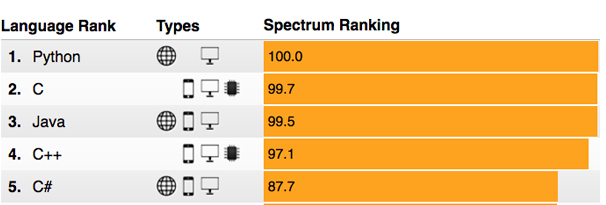 Language Rank Types Spectrum Ranking
1. Python 100.0
2. C 99.7
3. Java 99.5
4. C++ 97.1
5. C# 87.7